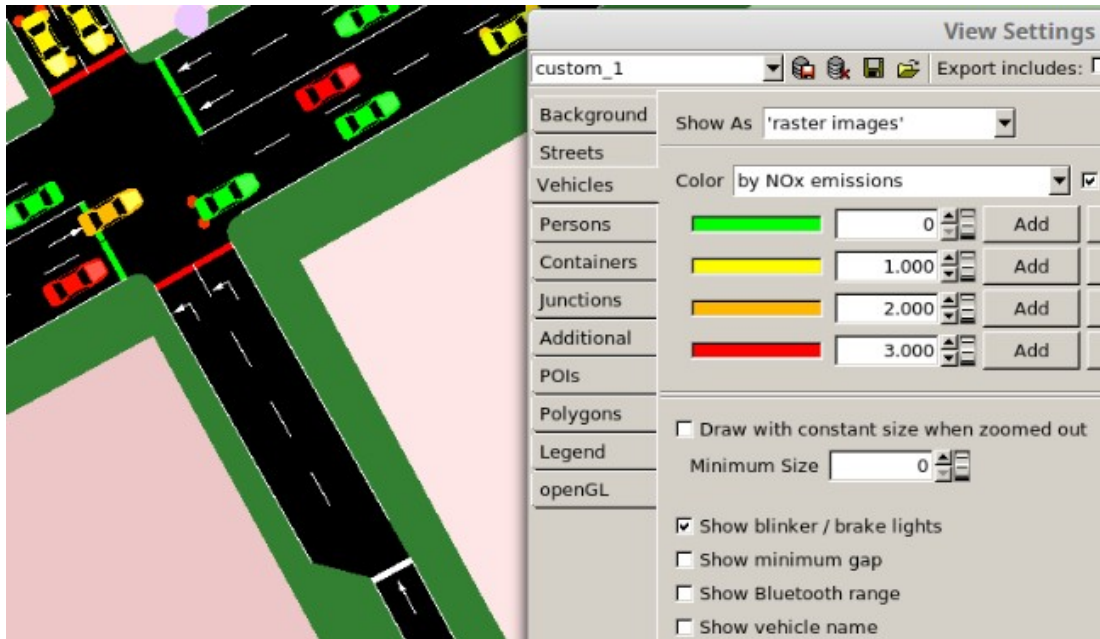 View Settings
custom_1
Export includes:
Background
Streets
Vehicles
Persons
Containers
Junctions
Additional
POIs
Polygons
Legend
openGL
Show As 'raster images'
Color by NOx emissions
0 Add
1.000 Add
2.000 Add
3.000 Add
Draw with constant size when zoomed out
Minimum Size 0
Show blinker / brake lights
Show minimum gap
Show Bluetooth range
Show vehicle name